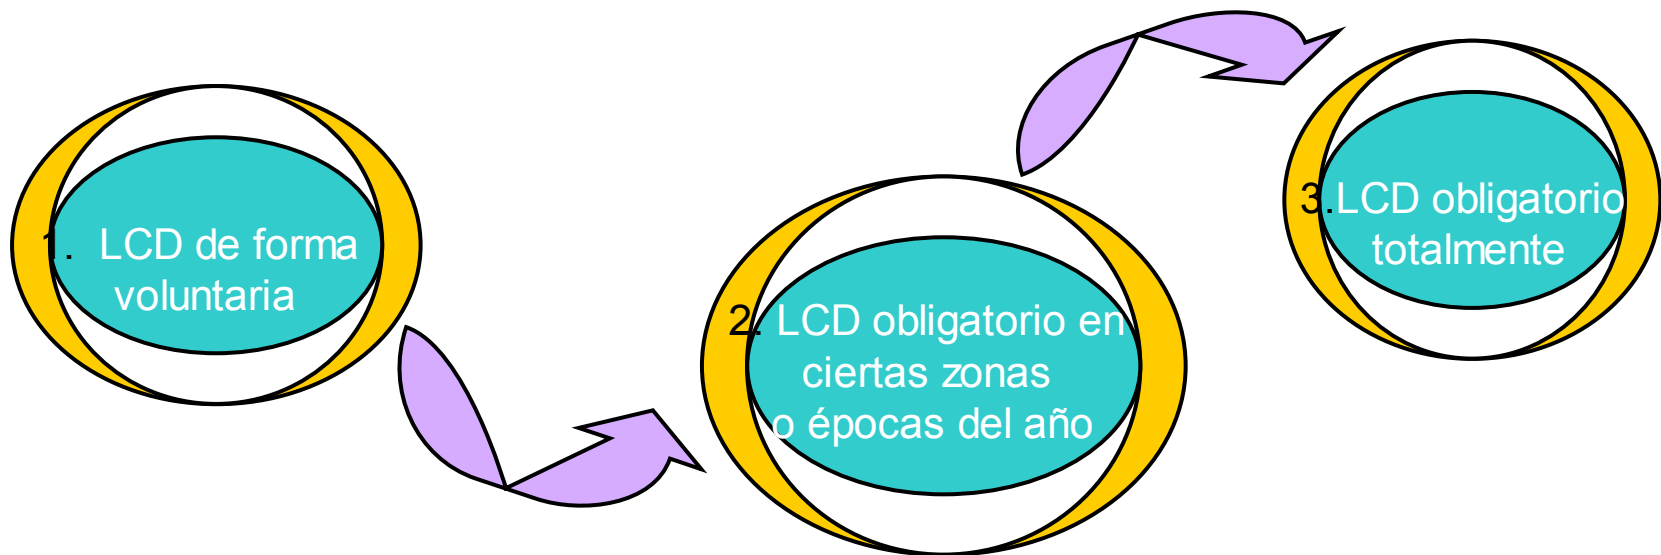 1. LCD de forma
voluntaria
2. LCD obligatorio en
ciertas zonas
o épocas del año
3.LCD obligatorio
totalmente